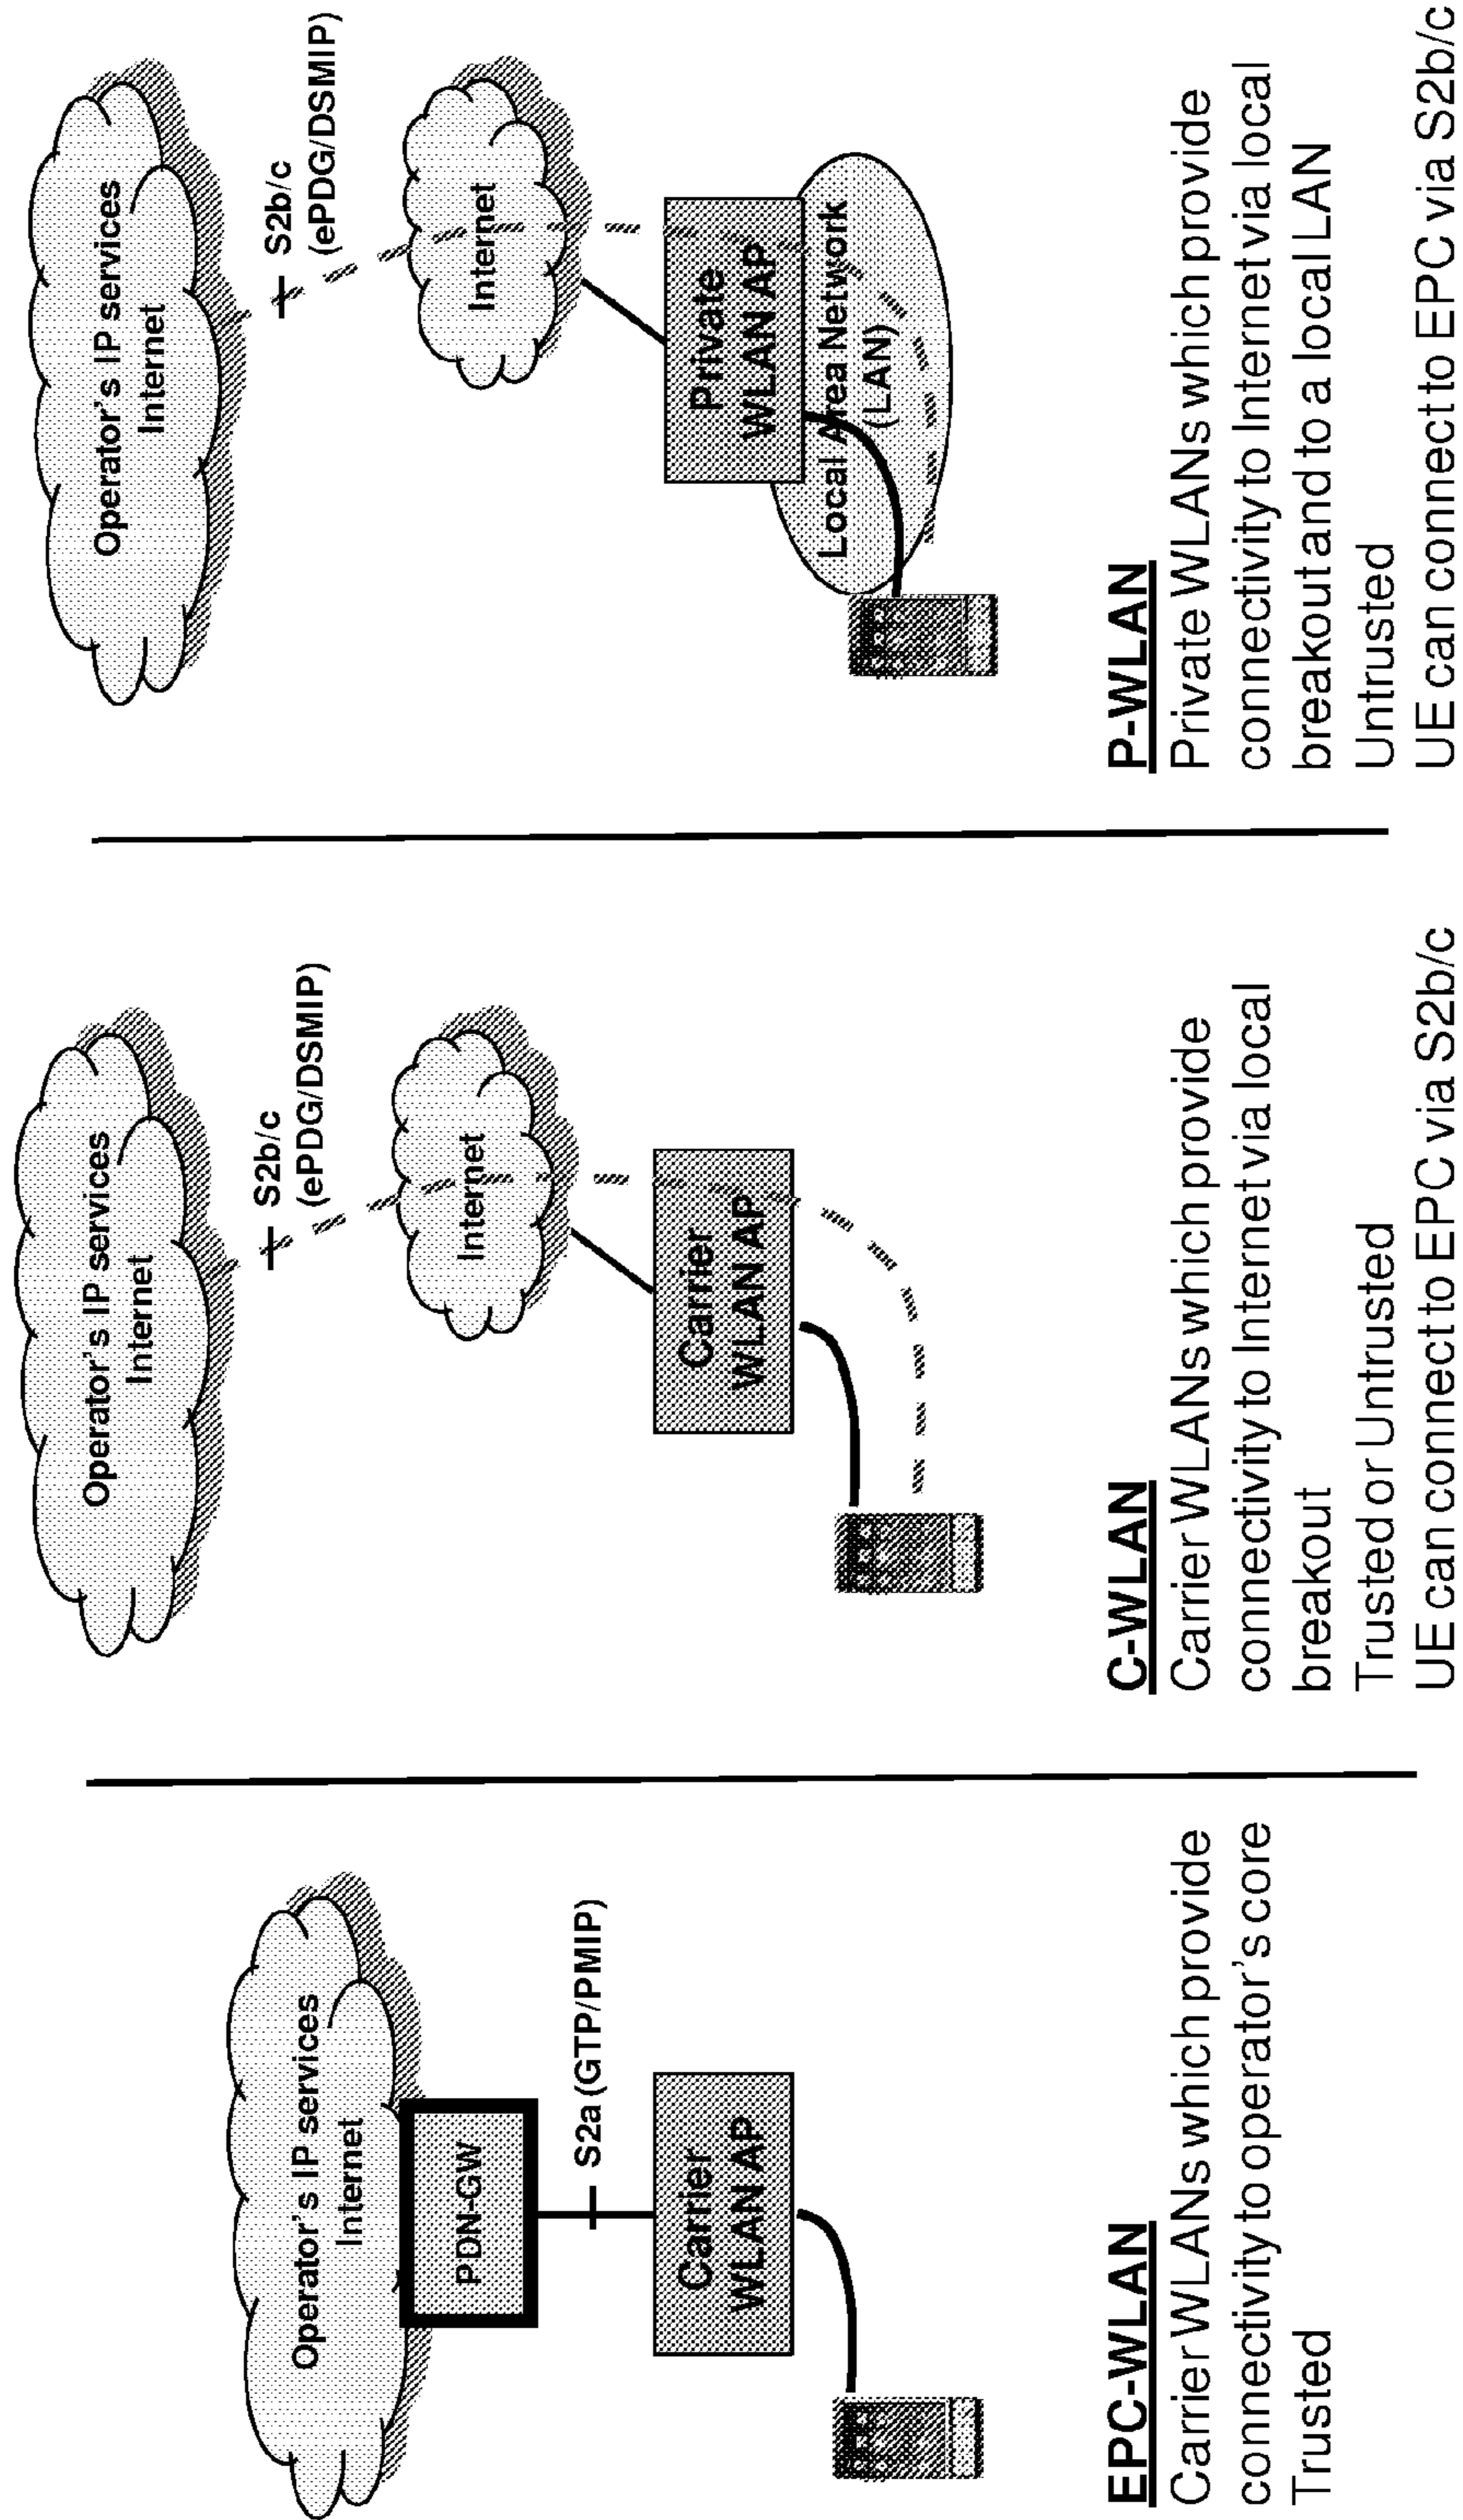 Operator's IP services
Internet
PDN-GW
S2a (GTP/PMIP)
Carrier
WLAN AP
EPC-WLAN
Carrier WLANs which provide
connectivity to operator's core
Trusted
Operator's IP services
Internet
S2b/c
(ePDG/DSMIP)
Internet
Carrier
WLAN AP
C-WLAN
Carrier WLANs which provide
connectivity to Internet via local
breakout
Trusted or Untrusted
UE can connect to EPC via S2b/c
Operator's IP services
Internet
S2b/c
(ePDG/DSMIP)
Internet
Private
WLAN AP
Local Area Network
(LAN)
P-WLAN
Private WLANs which provide
connectivity to Internet via local
breakout and to a local LAN
Untrusted
UE can connect to EPC via S2b/c